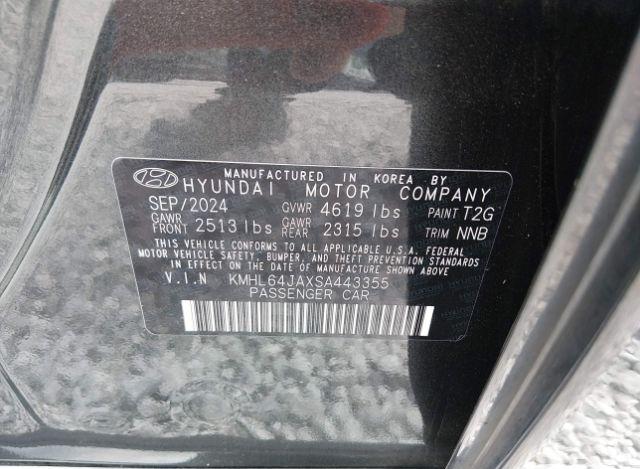 MANUFACTURED IN KOREA BY
HYUNDAI MOTOR COMPANY
SEP/2024 GVWR 4619 lbs PAINT T2G
GAWR FRONT 2513 lbs GAWR REAR 2315 lbs TRIM NNB
THIS VEHICLE CONFORMS TO ALL APPLICABLE U.S.A. FEDERAL
MOTOR VEHICLE SAFETY, BUMPER, AND THEFT PREVENTION STANDARDS
IN EFFECT ON THE DATE OF MANUFACTURE SHOWN ABOVE.
V.I.N KMHL64JAXSA443355
PASSENGER CAR